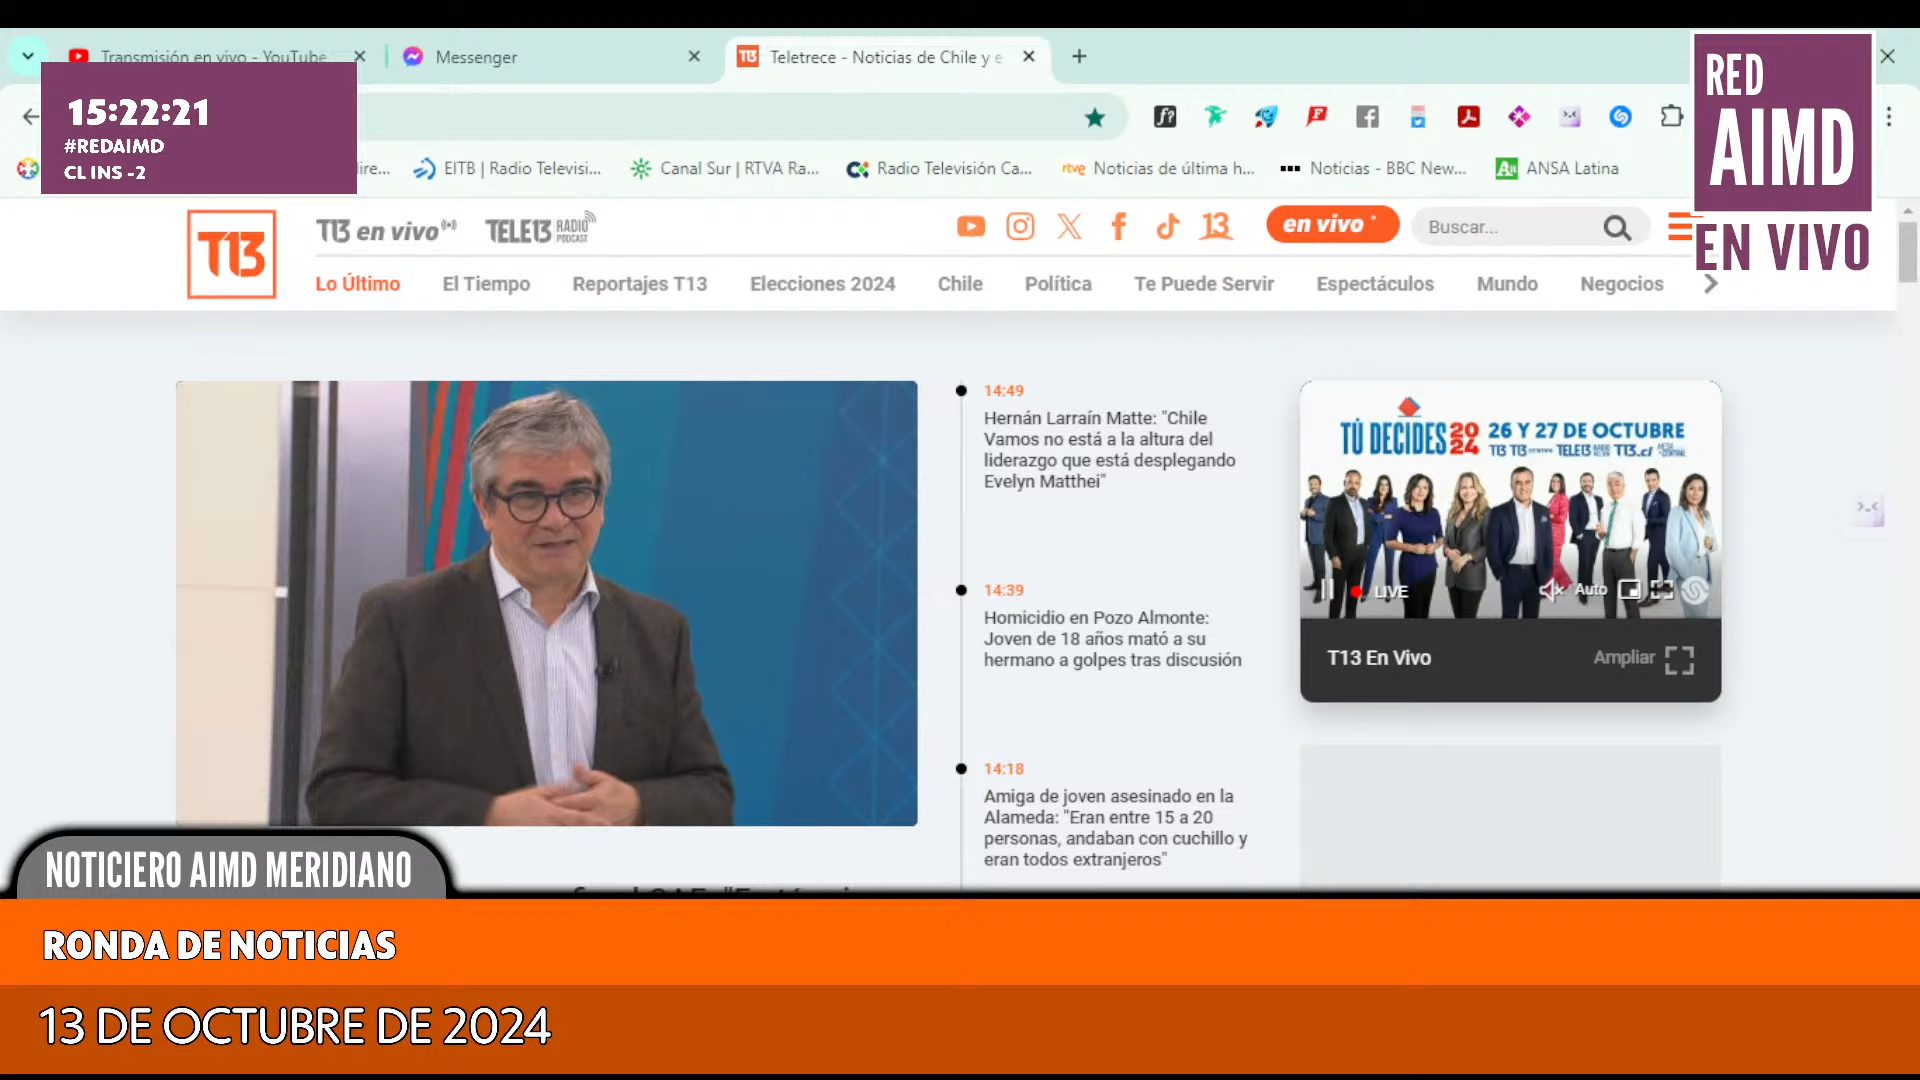 Transmisión en vivo - YouTube
Messenger
T13
Teletrece - Noticias de Chile y e
15:22:21
#REDAIMD
CL INS -2
RED
AIMD
EN VIVO
ire...
EITB | Radio Televisi...
Canal Sur | RTVA Ra...
Radio Televisión Ca...
rtve
Noticias de última h...
Noticias - BBC New...
ANSA Latina
T13
T13 en vivo
TELE13 RADIO PODCAST
13
en vivo
Buscar...
Lo Último
El Tiempo
Reportajes T13
Elecciones 2024
Chile
Política
Te Puede Servir
Espectáculos
Mundo
Negocios
14:49
Hernán Larraín Matte: "Chile
Vamos no está a la altura del
liderazgo que está desplegando
Evelyn Matthei"
14:39
Homicidio en Pozo Almonte:
Joven de 18 años mató a su
hermano a golpes tras discusión
14:18
Amiga de joven asesinado en la
Alameda: "Eran entre 15 a 20
personas, andaban con cuchillo y
eran todos extranjeros"
TÚ DECIDES 2024
26 Y 27 DE OCTUBRE
LIVE
Auto
T13 En Vivo
Ampliar
NOTICIERO AIMD MERIDIANO
RONDA DE NOTICIAS
13 DE OCTUBRE DE 2024